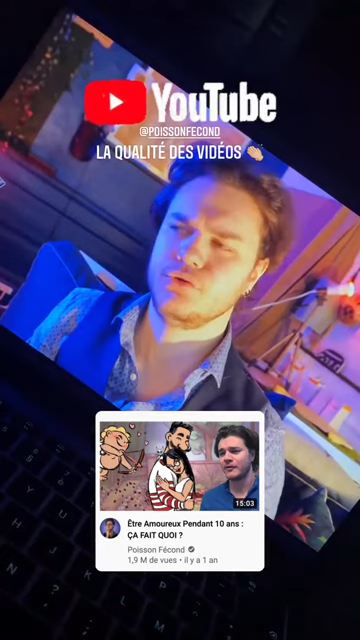 YouTube
@POISSONFECOND
LA QUALITÉ DES VIDÉOS 👏🏻
15:03
Être Amoureux Pendant 10 ans :
ÇA FAIT QUOI ?
Poisson Fécond
1,9 M de vues • il y a 1 an